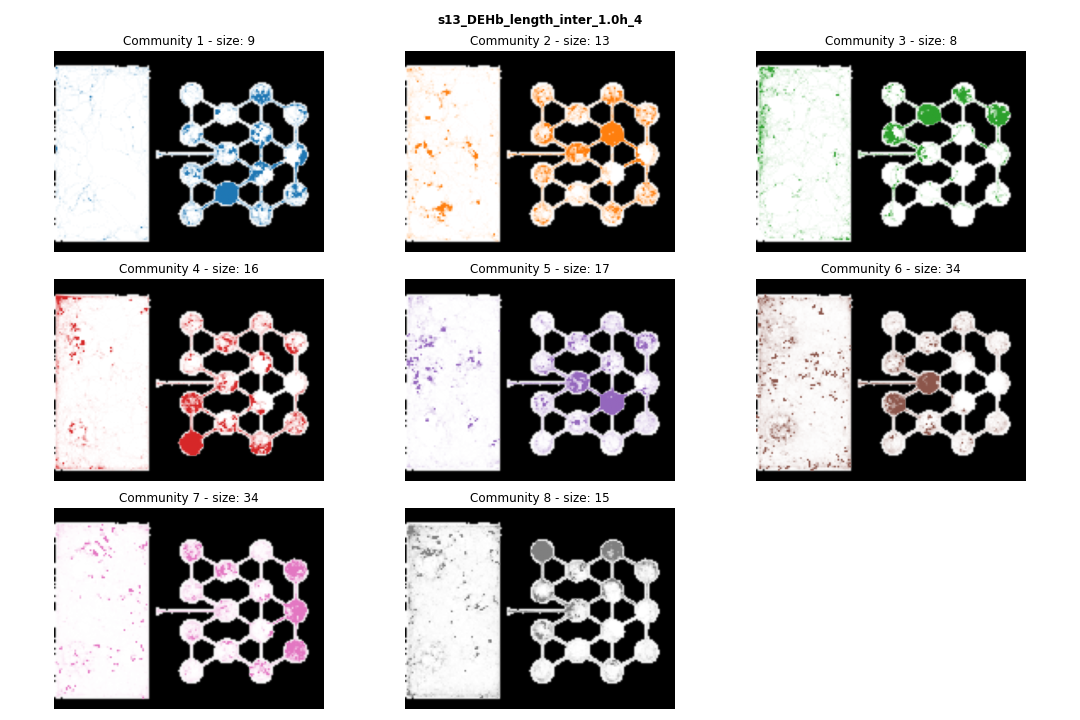 s13_DEHb_length_inter_1.0h_4
Community 1 - size: 9
Community 2 - size: 13
Community 3 - size: 8
Community 4 - size: 16
Community 5 - size: 17
Community 6 - size: 34
Community 7 - size: 34
Community 8 - size: 15